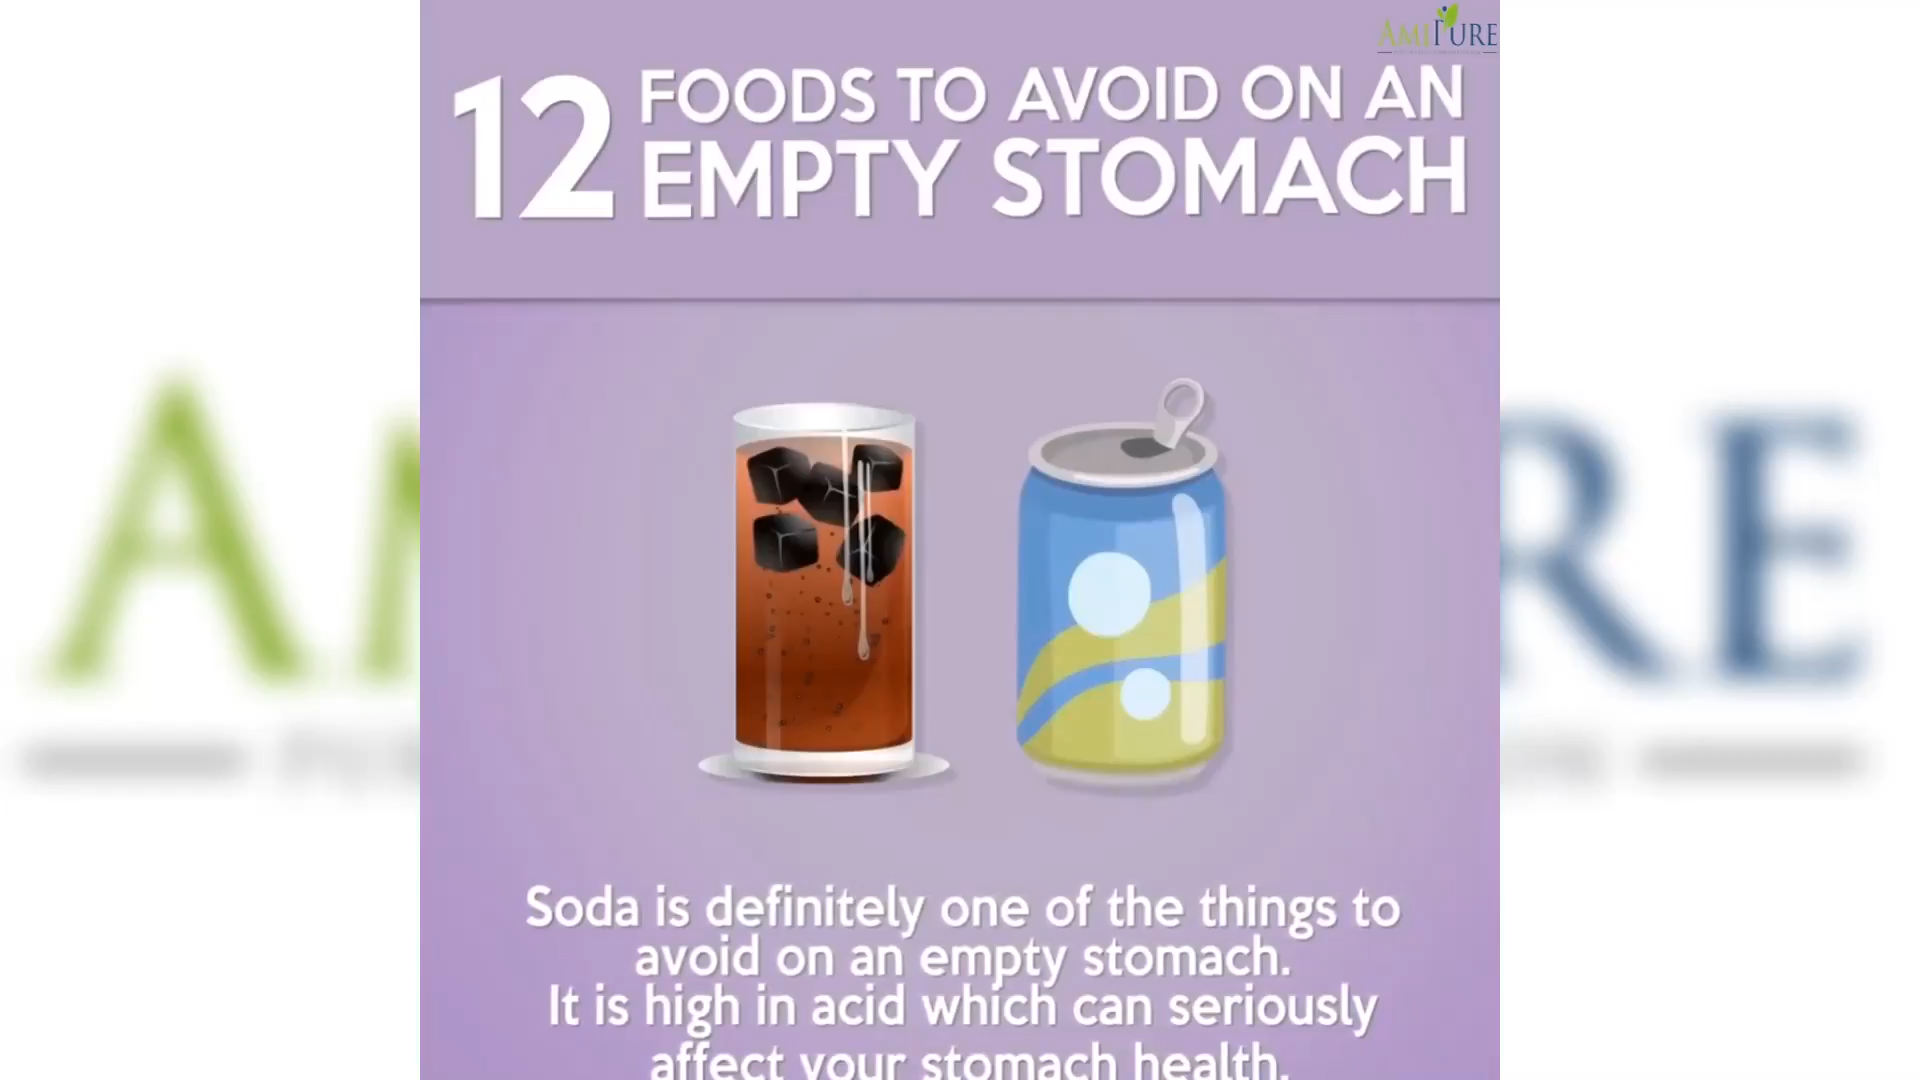 AMIPURE
12 FOODS TO AVOID ON AN
EMPTY STOMACH
Soda is definitely one of the things to
avoid on an empty stomach.
It is high in acid which can seriously
affect your stomach health.